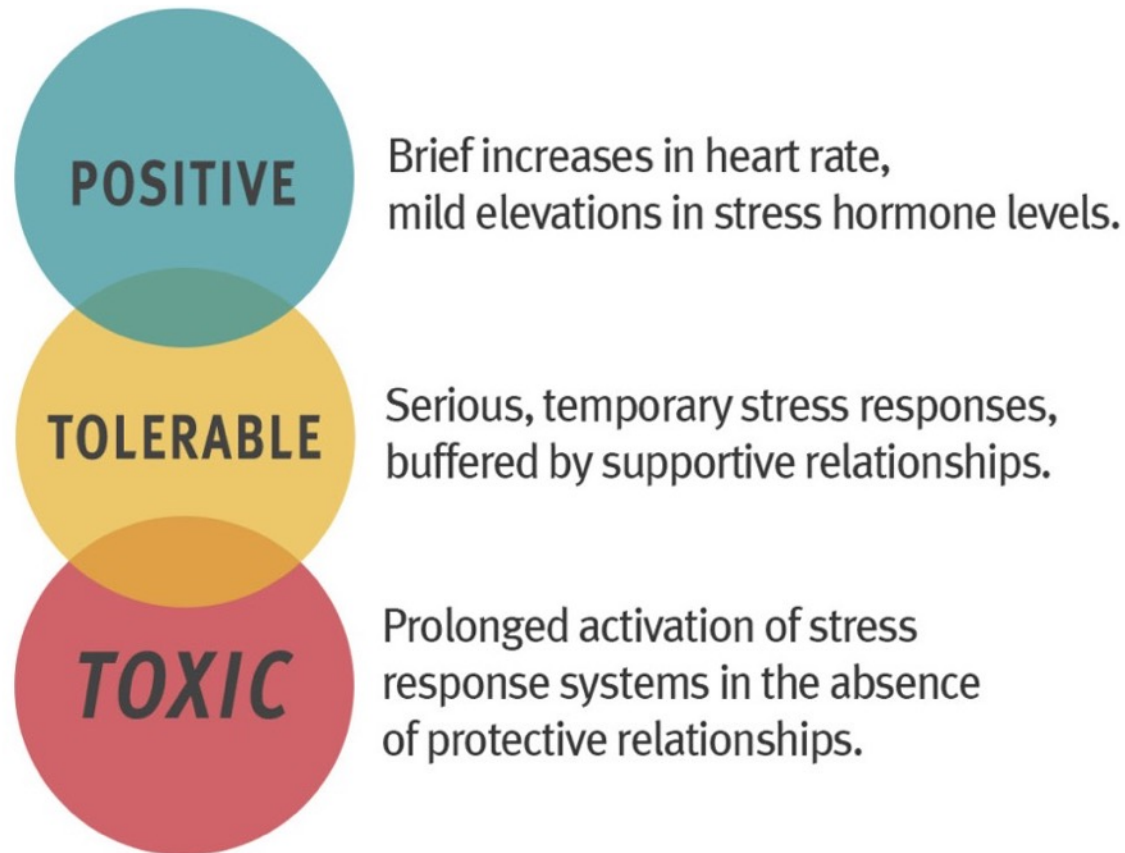 POSITIVE
Brief increases in heart rate,
mild elevations in stress hormone levels.
TOLERABLE
Serious, temporary stress responses,
buffered by supportive relationships.
TOXIC
Prolonged activation of stress
response systems in the absence
of protective relationships.